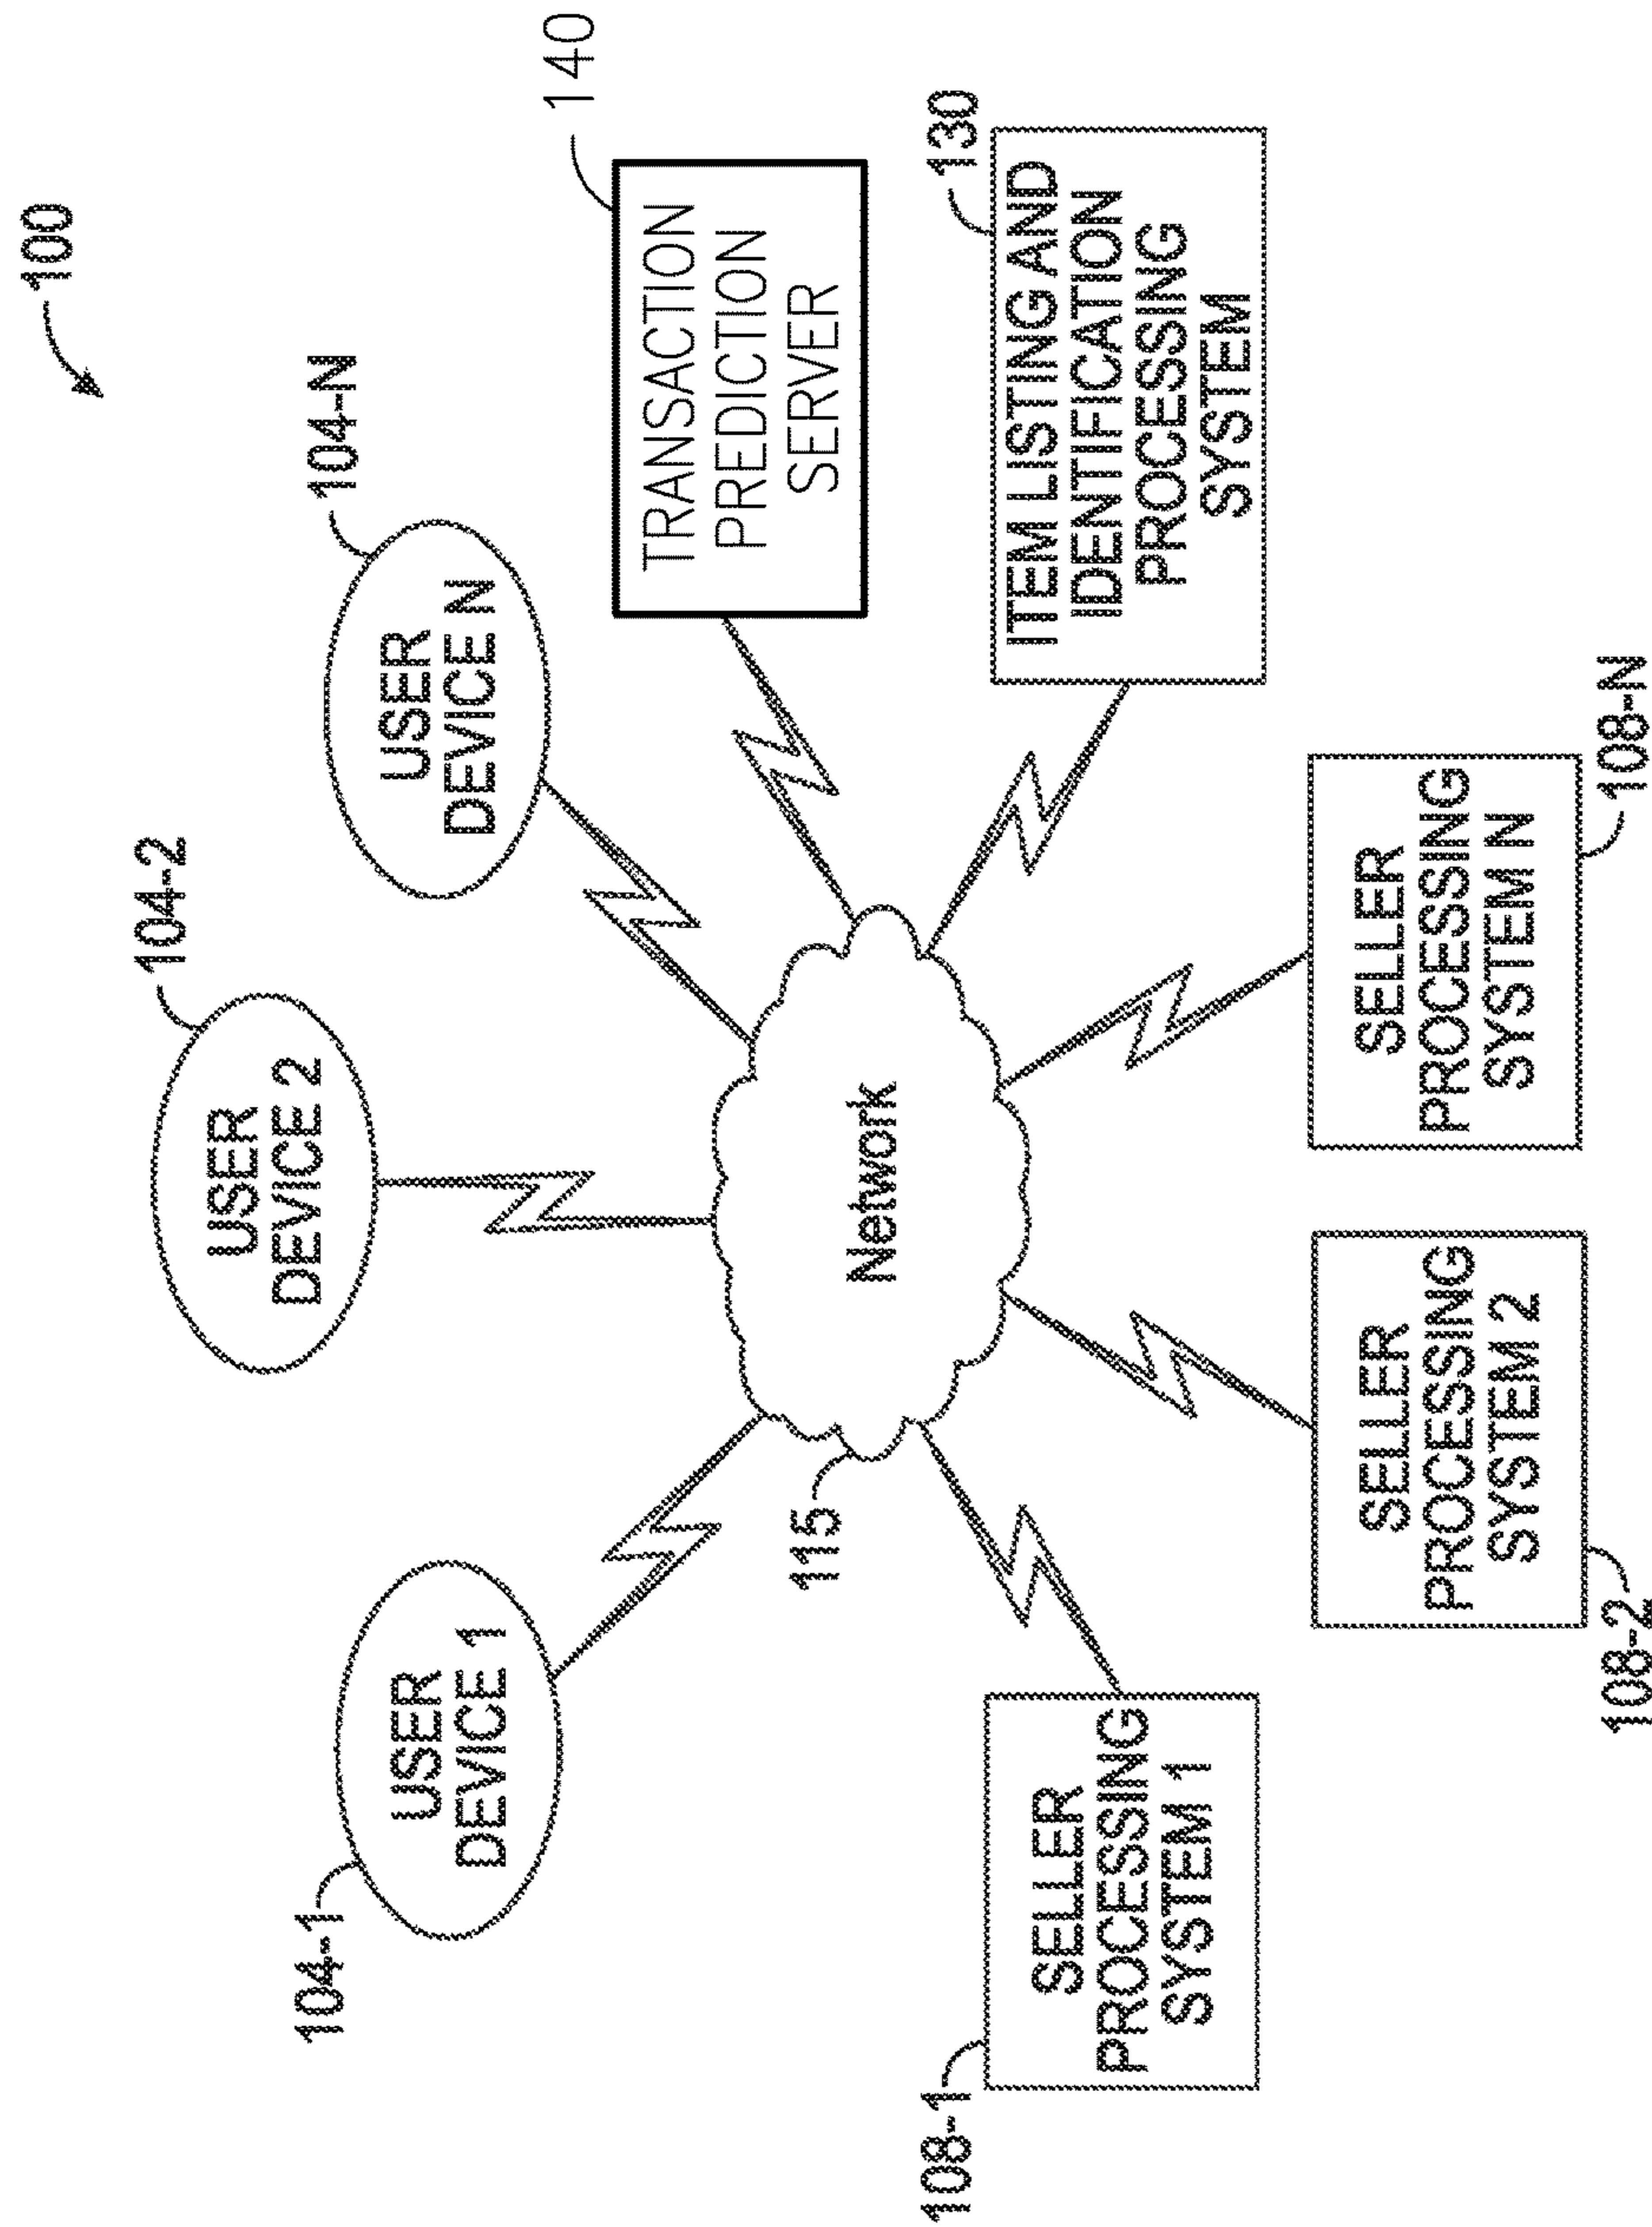 100
104-2
USER
DEVICE 2
104-1
USER
DEVICE 1
104-N
USER
DEVICE N
140
TRANSACTION
PREDICTION
SERVER
115
Network
108-1
SELLER
PROCESSING
SYSTEM 1
130
ITEM LISTING AND
IDENTIFICATION
PROCESSING
SYSTEM
SELLER
PROCESSING
SYSTEM 2
108-2
SELLER
PROCESSING
SYSTEM N
108-N